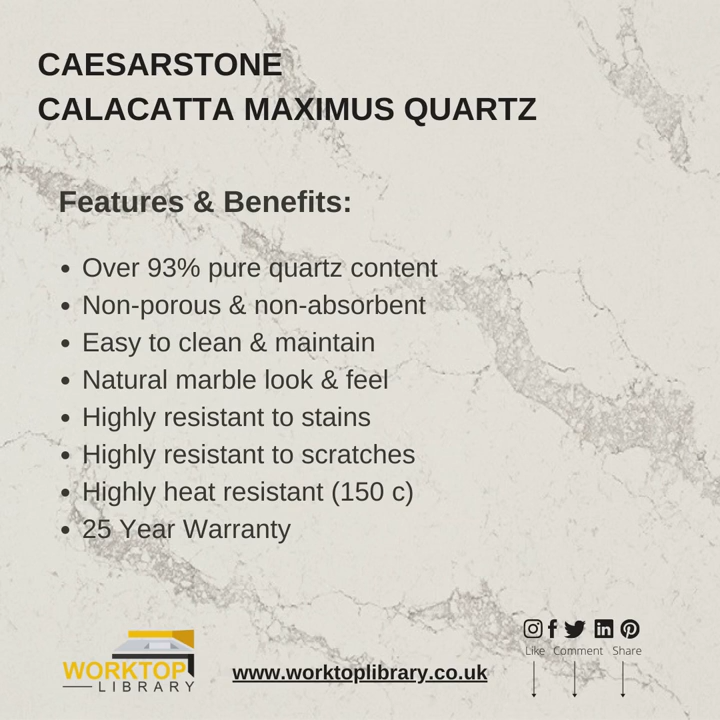 CAESARSTONE
CALACATTA MAXIMUS QUARTZ
Features & Benefits:
• Over 93% pure quartz content
• Non-porous & non-absorbent
• Easy to clean & maintain
• Natural marble look & feel
• Highly resistant to stains
• Highly resistant to scratches
• Highly heat resistant (150 c)
• 25 Year Warranty
WORKTOP
LIBRARY
www.worktoplibrary.co.uk
Like Comment Share